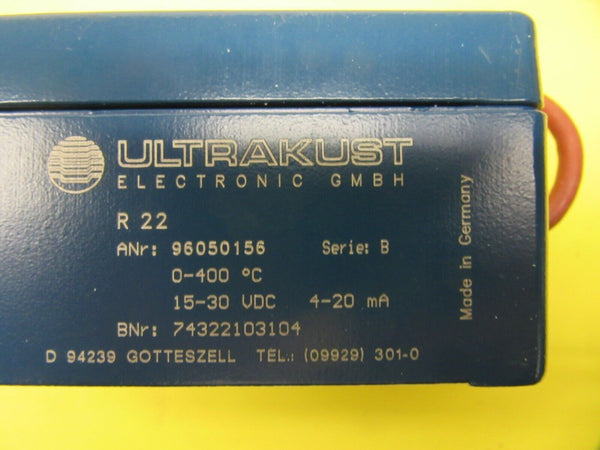 ULTRAKUST
ELECTRONIC GMBH
R 22
ANr: 96050156 Serie: B
0-400 °C
15-30 VDC 4-20 mA
BNr: 74322103104
D 94239 GOTTESZELL TEL.: (09929) 301-0
Made in Germany